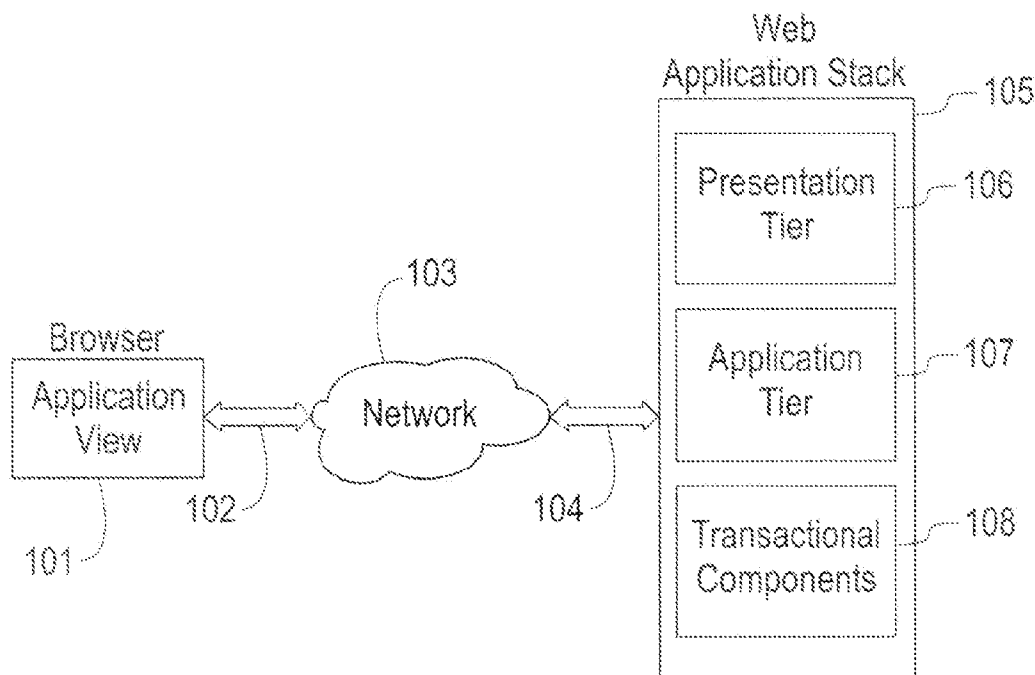 Web
Application Stack
105
Presentation
Tier
106
103
Browser
Application
View
Network
Application
Tier
107
102
104
101
Transactional
Components
108